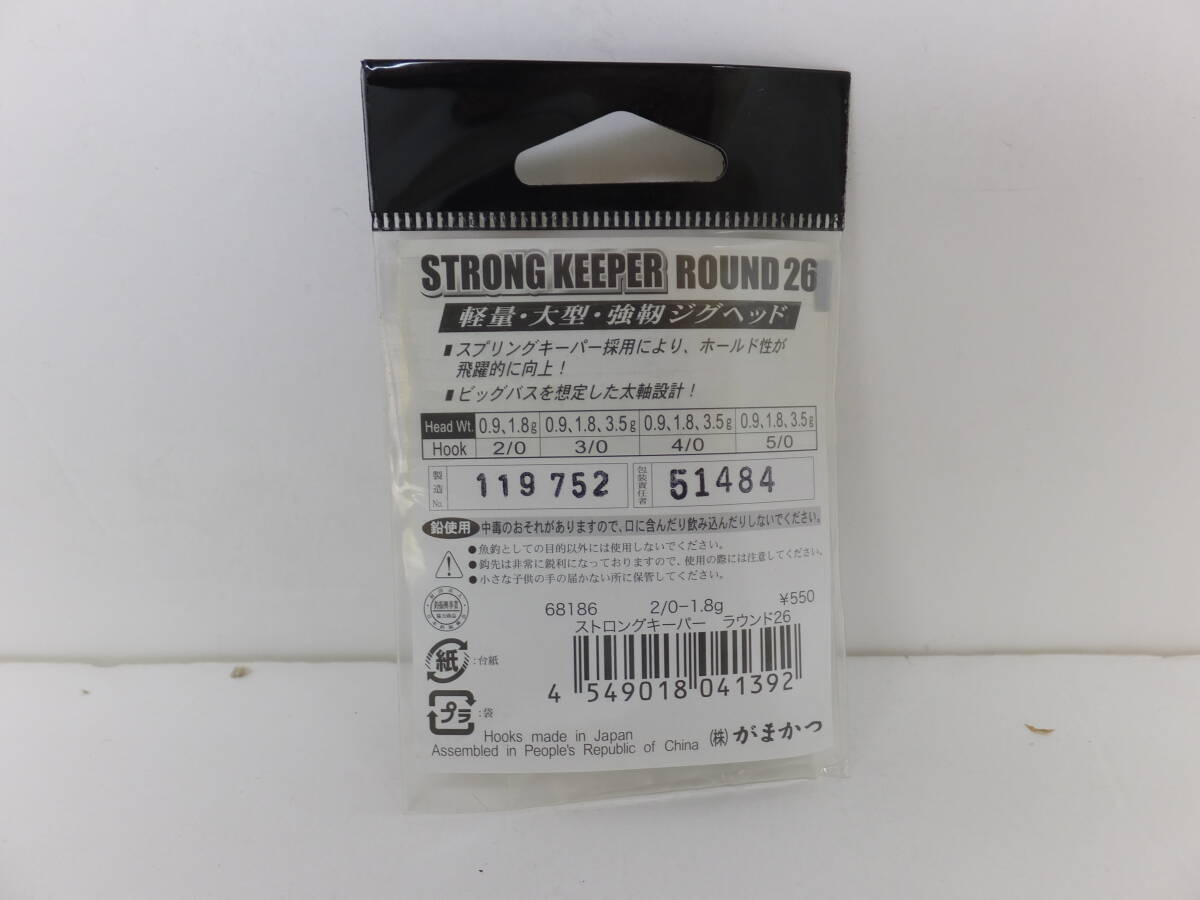 STRONG KEEPER ROUND 26
軽量・大型・強靱ジグヘッド
■スプリングキーパー採用により、ホールド性が
飛躍的に向上！
■ビッグバスを想定した太軸設計！
Head Wt. 0.9、1.8g 0.9、1.8、3.5g 0.9、1.8、3.5g 0.9、1.8、3.5g
Hook 2/0 3/0 4/0 5/0
製造No. 119752 包装責任者 51484
鉛使用 中毒のおそれがありますので、口に含んだり飲み込んだりしないでください。
●魚釣としての目的以外には使用しないでください。
●鈎先は非常に鋭利になっておりますので、使用の際には注意してください。
●小さな子供の手の届かない所に保管してください。
68186 2/0-1.8g ¥550
ストロングキーパー ラウンド26
紙 :台紙
4 549018 041392
プラ :袋
Hooks made in Japan
Assembled in People's Republic of China ㈱がまかつ